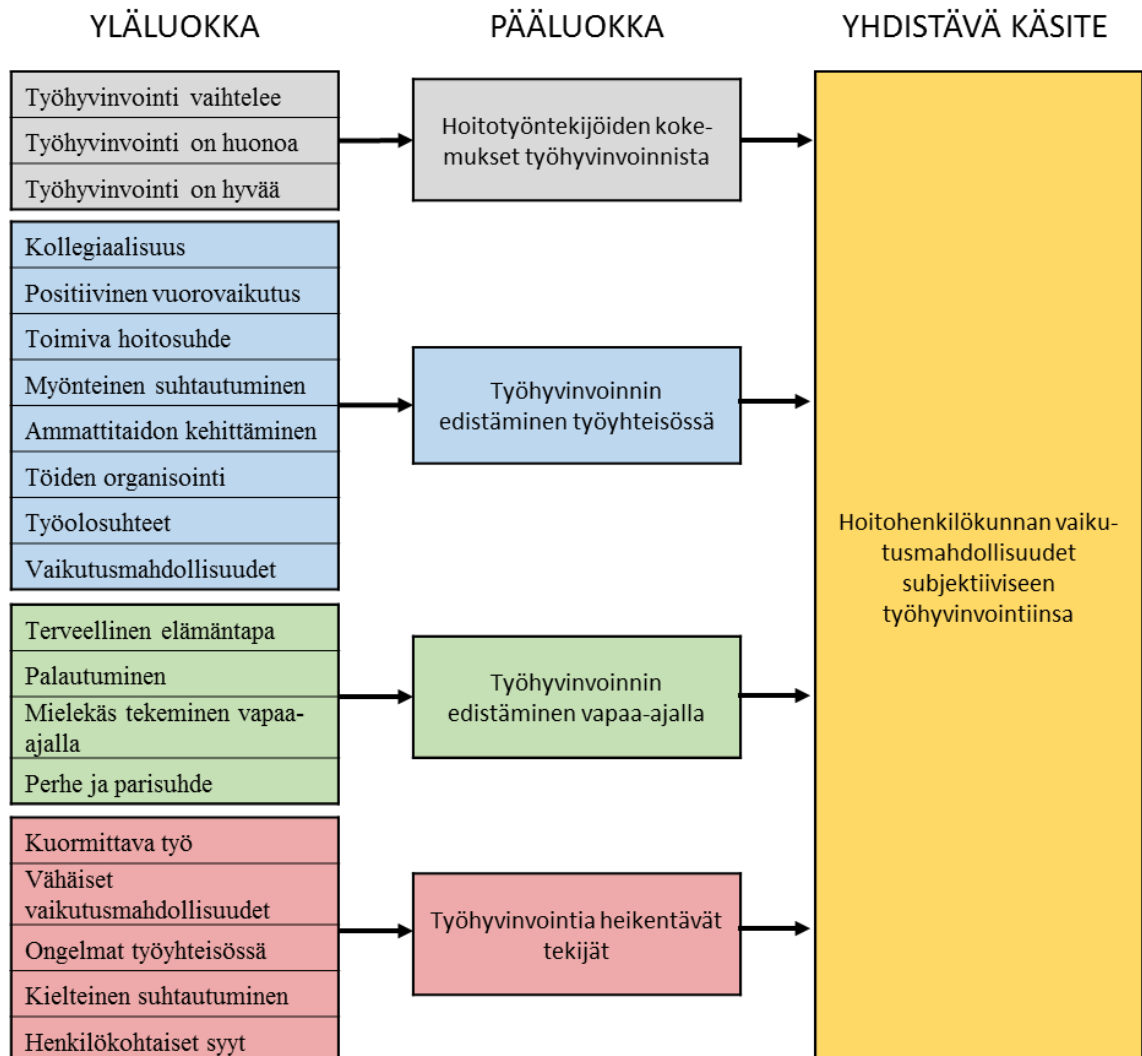 YLÄLUOKKA
PÄÄLUOKKA
YHDISTÄVÄ KÄSITE
Työhyvinvointi vaihtelee
Työhyvinvointi on huonoa
Työhyvinvointi on hyvää
Hoitotyöntekijöiden koke-
mukset työhyvinvoinnista
Kollegiaalisuus
Positiivinen vuorovaikutus
Toimiva hoitosuhde
Myönteinen suhtautuminen
Ammattitaidon kehittäminen
Töiden organisointi
Työolosuhteet
Vaikutusmahdollisuudet
Työhyvinvoinnin
edistäminen työyhteisössä
Terveellinen elämäntapa
Palautuminen
Mielekäs tekeminen vapaa-
ajalla
Perhe ja parisuhde
Työhyvinvoinnin
edistäminen vapaa-ajalla
Kuormittava työ
Vähäiset
vaikutusmahdollisuudet
Ongelmat työyhteisössä
Kielteinen suhtautuminen
Henkilökohtaiset syyt
Työhyvinvointia heikentävät
tekijät
Hoitohenkilökunnan vaiku-
tusmahdollisuudet
subjektiiviseen
työhyvinvointiinsa